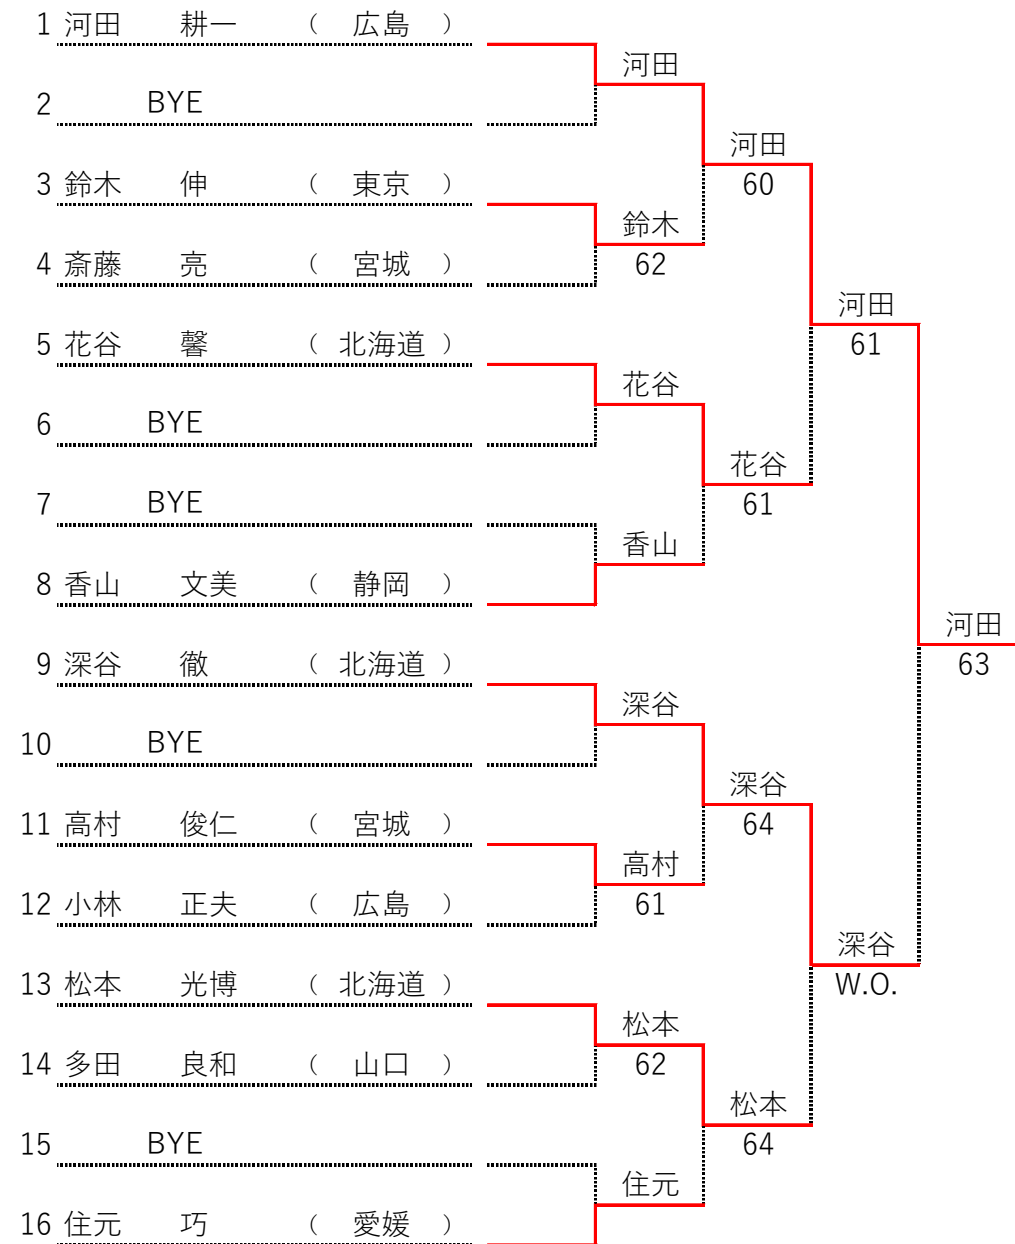 1 河田 耕一 ( 広島 )
河田
2 BYE
河田
3 鈴木 伸 ( 東京 )
60
鈴木
4 斎藤 亮 ( 宮城 )
62
河田
5 花谷 馨 ( 北海道 )
61
花谷
6 BYE
花谷
7 BYE
61
香山
8 香山 文美 ( 静岡 )
河田
9 深谷 徹 ( 北海道 )
63
深谷
10 BYE
深谷
11 高村 俊仁 ( 宮城 )
64
高村
12 小林 正夫 ( 広島 )
61
深谷
13 松本 光博 ( 北海道 )
W.O.
松本
14 多田 良和 ( 山口 )
62
松本
15 BYE
64
住元
16 住元 巧 ( 愛媛 )